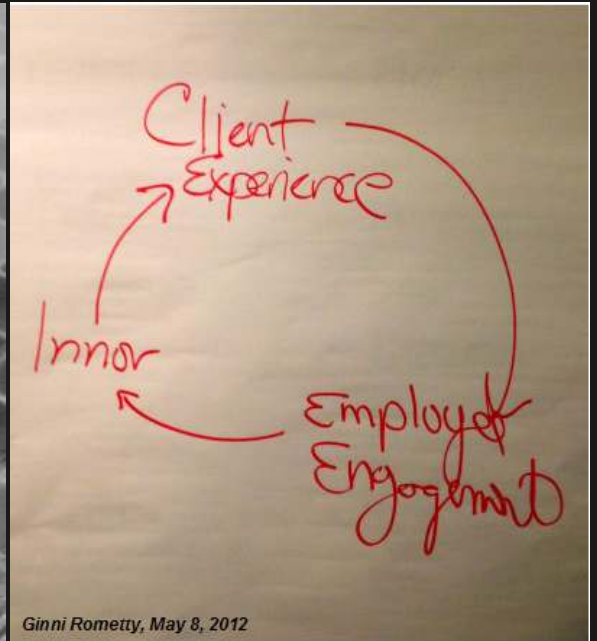 Client
Experience
Innov
Employee
Engagement
Ginni Rometty, May 8, 2012